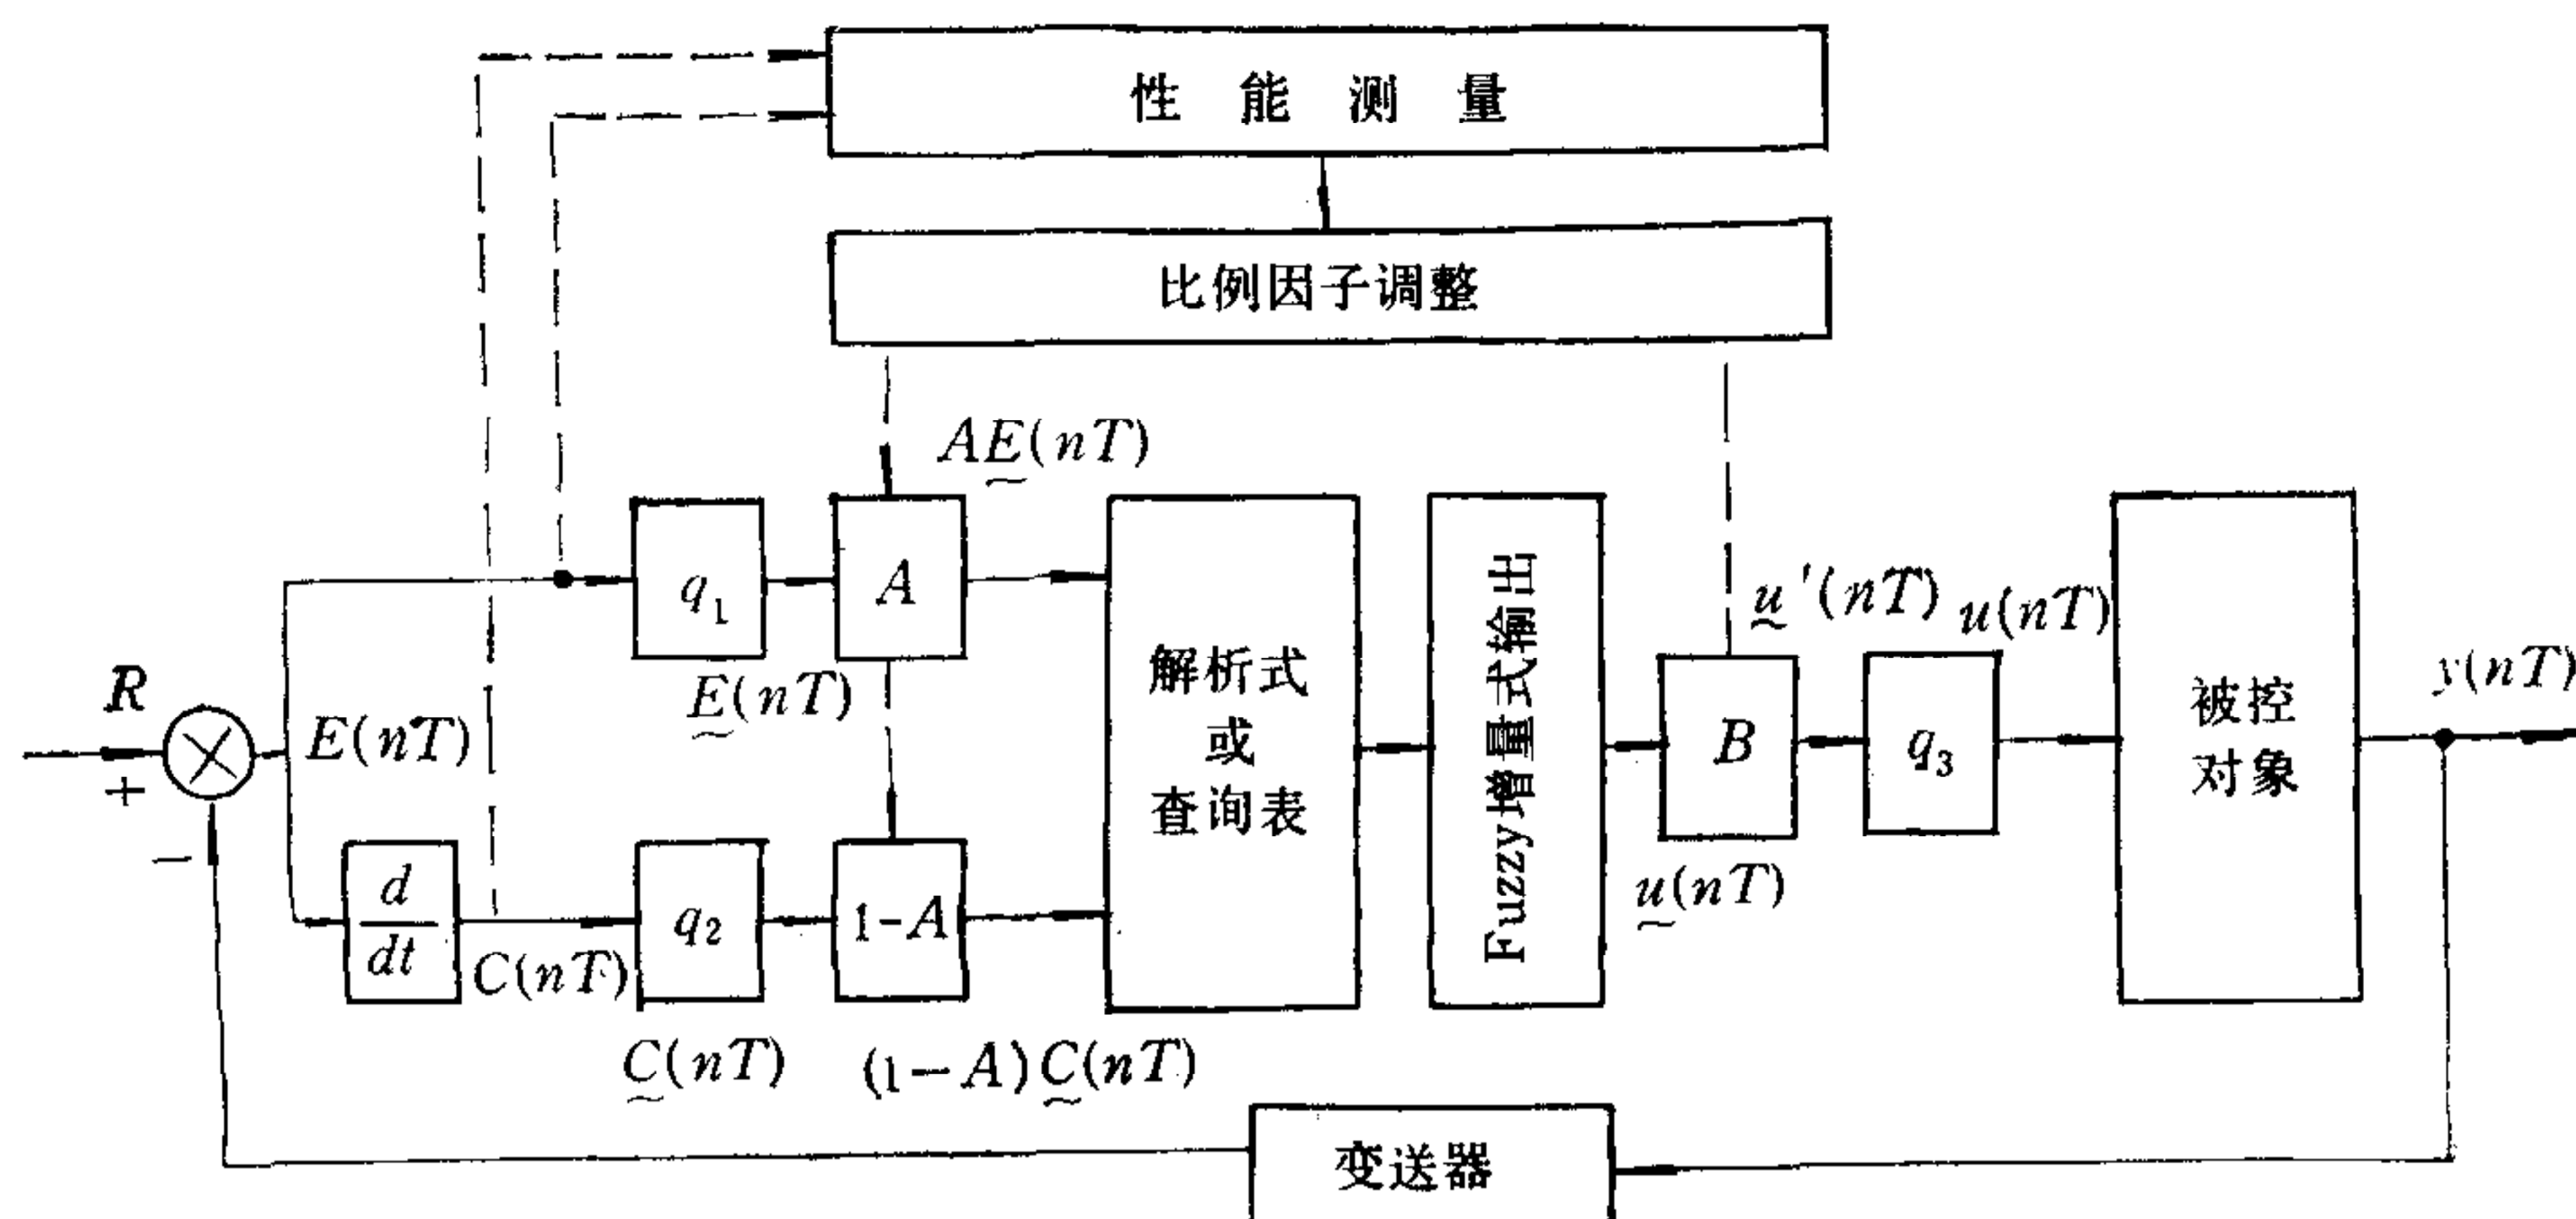 性 能 测 量
比例因子调整
AḚ(nT)
q₁
A
Ḛ(nT)
R
+
−
E(nT)
d
dt
C(nT)
q₂
1-A
C̰(nT)
(1-A)C̰(nT)
解析式
或
查询表
Fuzzy增量式输出
B
ṵ(nT)
ṵ'(nT)
q₃
u(nT)
被控
对象
y(nT)
变送器